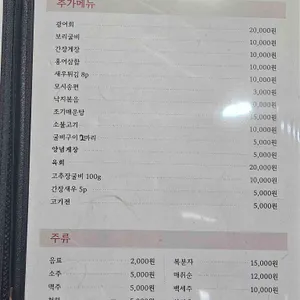 추가메뉴
20,000원
보리굴비 10,000원
간장게장 10,000원
홍어삼합 10,000원
새우튀김 8p 10,000원
모시송편 3,000원
낙지볶음 10,000원
조기매운탕 5,000원
소불고기 10,000원
굴비구이 2마리 5,000원
양념게장 5,000원
육회 20,000원
고추장굴비 100g 10,000원
간장새우 5p 5,000원
5,000원
주류
음료 2,000원 복분자 15,000원
소주 5,000원 매취순 12,000원
맥주 5,000원 백세주 10,000원